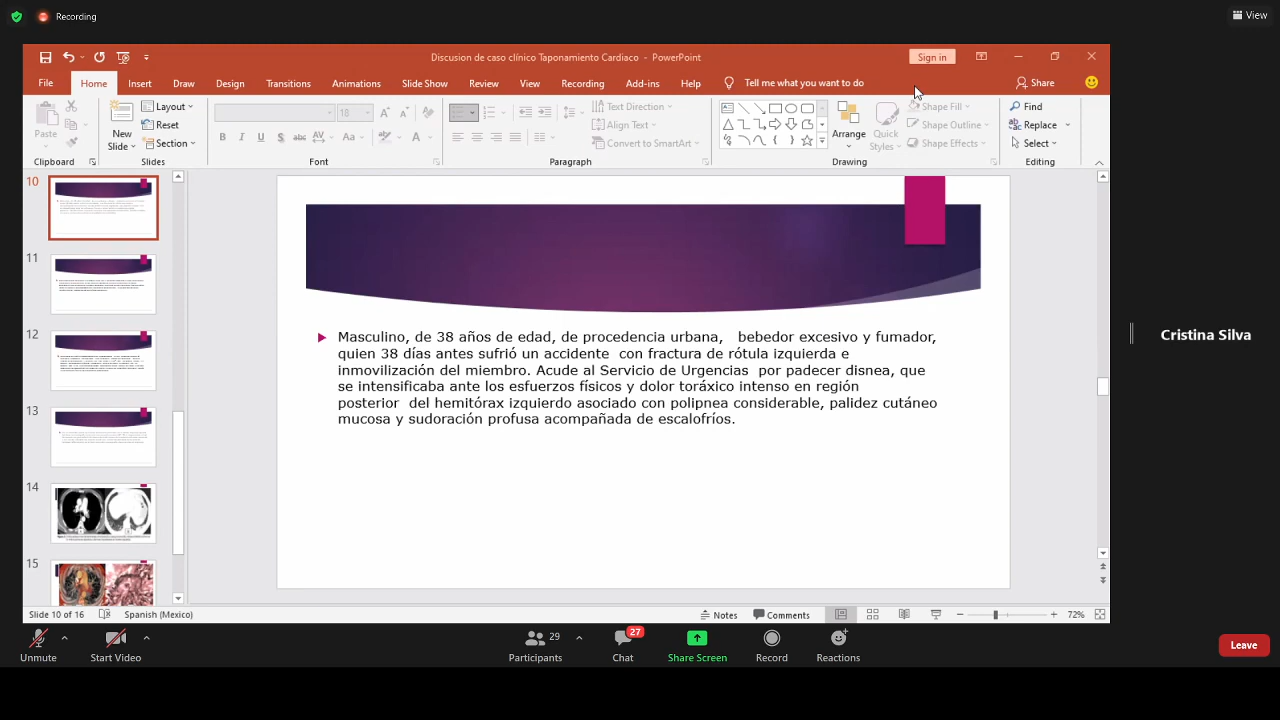 Recording
View
Discusion de caso clínico Taponamiento Cardiaco - PowerPoint
Sign in
File Home Insert Draw Design Transitions Animations Slide Show Review View Recording Add-ins Help Tell me what you want to do Share
Paste
New Slide
Layout
Reset
Section
18
B I U S abc AV Aa A
Text Direction
Align Text
Convert to SmartArt
Arrange
Quick Styles
Shape Fill
Shape Outline
Shape Effects
Find
Replace
Select
Clipboard Slides Font Paragraph Drawing Editing
10
11
12
13
14
15
Masculino, de 38 años de edad, de procedencia urbana, bebedor excesivo y fumador,
quien 38 días antes sufrió un accidente con fractura de rótula izquierda e
inmovilización del miembro. Acude al Servicio de Urgencias por padecer disnea, que
se intensificaba ante los esfuerzos físicos y dolor toráxico intenso en región
posterior del hemitórax izquierdo asociado con polipnea considerable, palidez cutáneo
mucosa y sudoración profusa acompañada de escalofríos.
Cristina Silva
Slide 10 of 16 Spanish (Mexico) Notes Comments 72%
Unmute Start Video Participants 29 Chat 27 Share Screen Record Reactions Leave